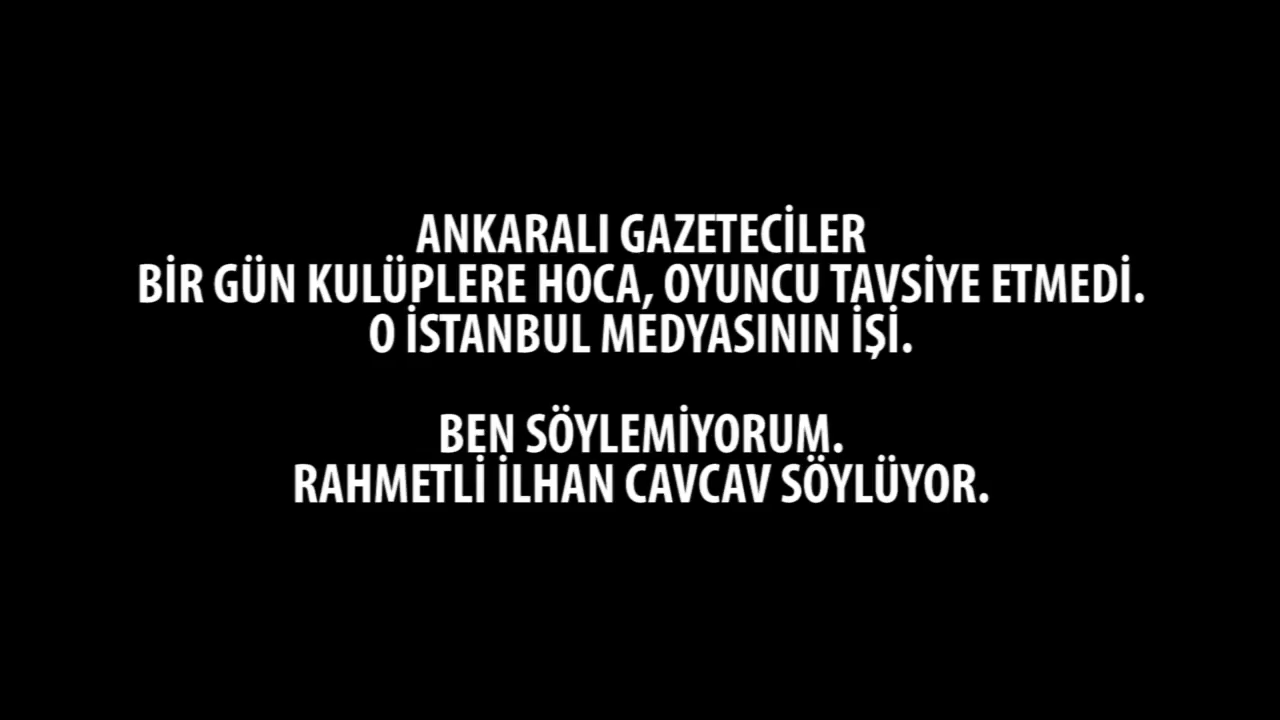 ANKARALI GAZETECİLER
BİR GÜN KULÜPLERE HOCA, OYUNCU TAVSİYE ETMEDİ.
O İSTANBUL MEDYASININ İŞİ.
BEN SÖYLEMİYORUM.
RAHMETLİ İLHAN CAVCAV SÖYLÜYOR.